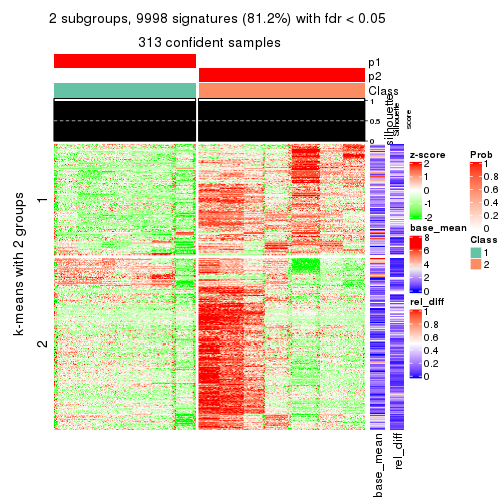 2 subgroups, 9998 signatures (81.2%) with fdr < 0.05
313 confident samples
p1
p2
Class
1
0.5
0
silhouette
Silhouette
score
k-means with 2 groups
1
2
base_mean
rel_diff
z-score
2
1
0
-1
-2
base_mean
8
6
4
2
0
rel_diff
1
0.8
0.6
0.4
0.2
0
Prob
1
0.8
0.6
0.4
0.2
0
Class
1
2